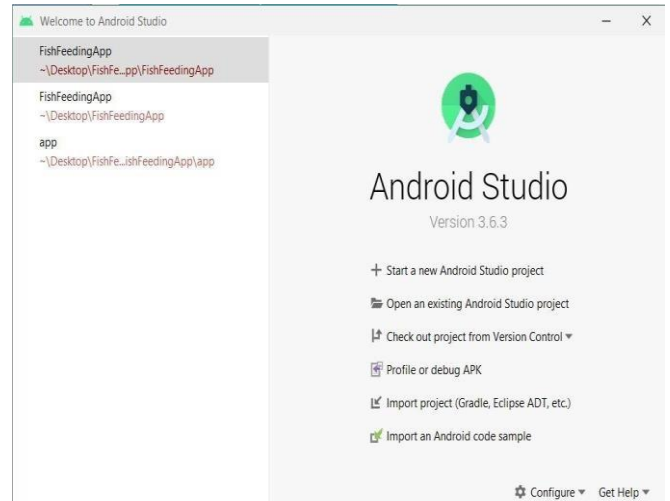 Welcome to Android Studio
FishFeedingApp
~\Desktop\FishFe...pp\FishFeedingApp
FishFeedingApp
~\Desktop\FishFeedingApp
app
~\Desktop\FishFe...ishFeedingApp\app
Android Studio
Version 3.6.3
Start a new Android Studio project
Open an existing Android Studio project
Check out project from Version Control
Profile or debug APK
Import project (Gradle, Eclipse ADT, etc.)
Import an Android code sample
Configure Get Help